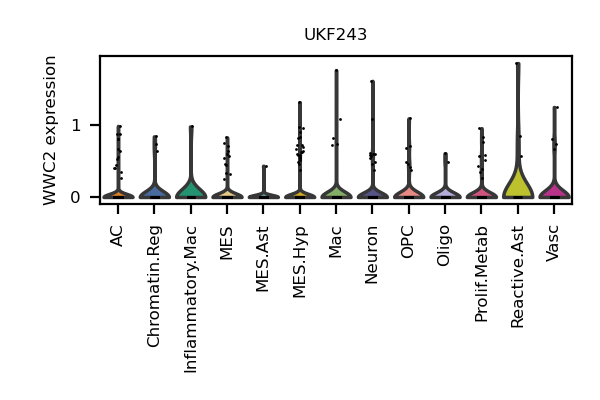 UKF243
WWC2 expression
1
0
AC
Chromatin.Reg
Inflammatory.Mac
MES
MES.Ast
MES.Hyp
Mac
Neuron
OPC
Oligo
Prolif.Metab
Reactive.Ast
Vasc